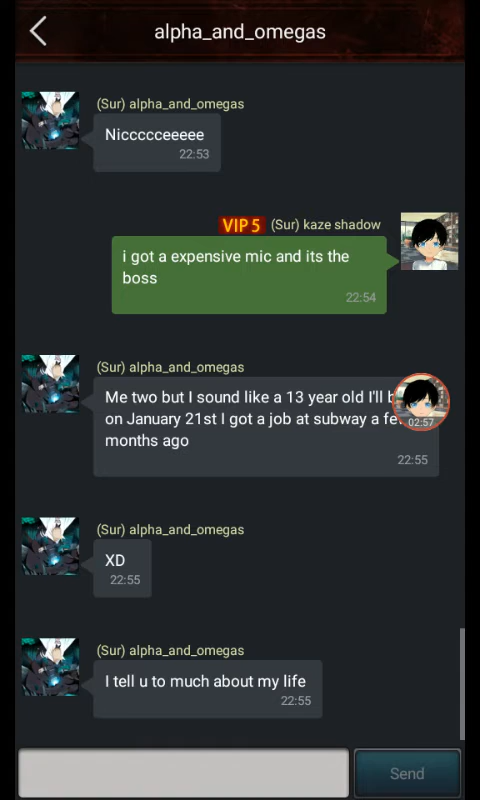 alpha_and_omegas
(Sur) alpha_and_omegas
Niccccceeeee
22:53
VIP 5 (Sur) kaze shadow
i got a expensive mic and its the
boss
22:54
(Sur) alpha_and_omegas
Me two but I sound like a 13 year old I'll
on January 21st I got a job at subway a
02:57
months ago
22:55
(Sur) alpha_and_omegas
XD
22:55
(Sur) alpha_and_omegas
I tell u to much about my life
22:55
Send